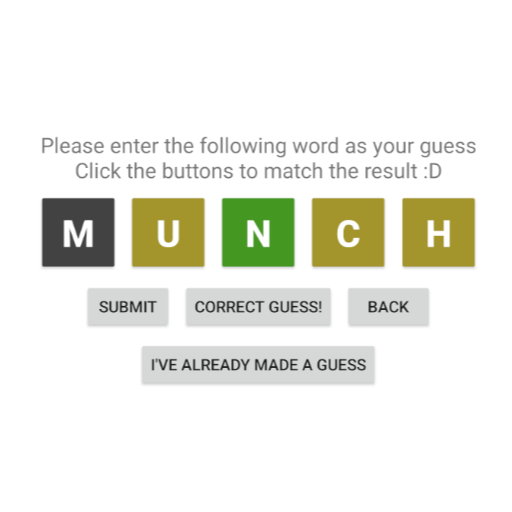 Please enter the following word as your guess
Click the buttons to match the result :D
M U N C H
SUBMIT CORRECT GUESS! BACK
I'VE ALREADY MADE A GUESS